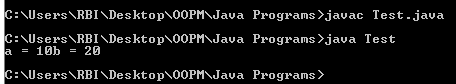 C:\Users\RBI\Desktop\OOPM\Java Programs>javac Test.java
C:\Users\RBI\Desktop\OOPM\Java Programs>java Test
a = 10b = 20
C:\Users\RBI\Desktop\OOPM\Java Programs>